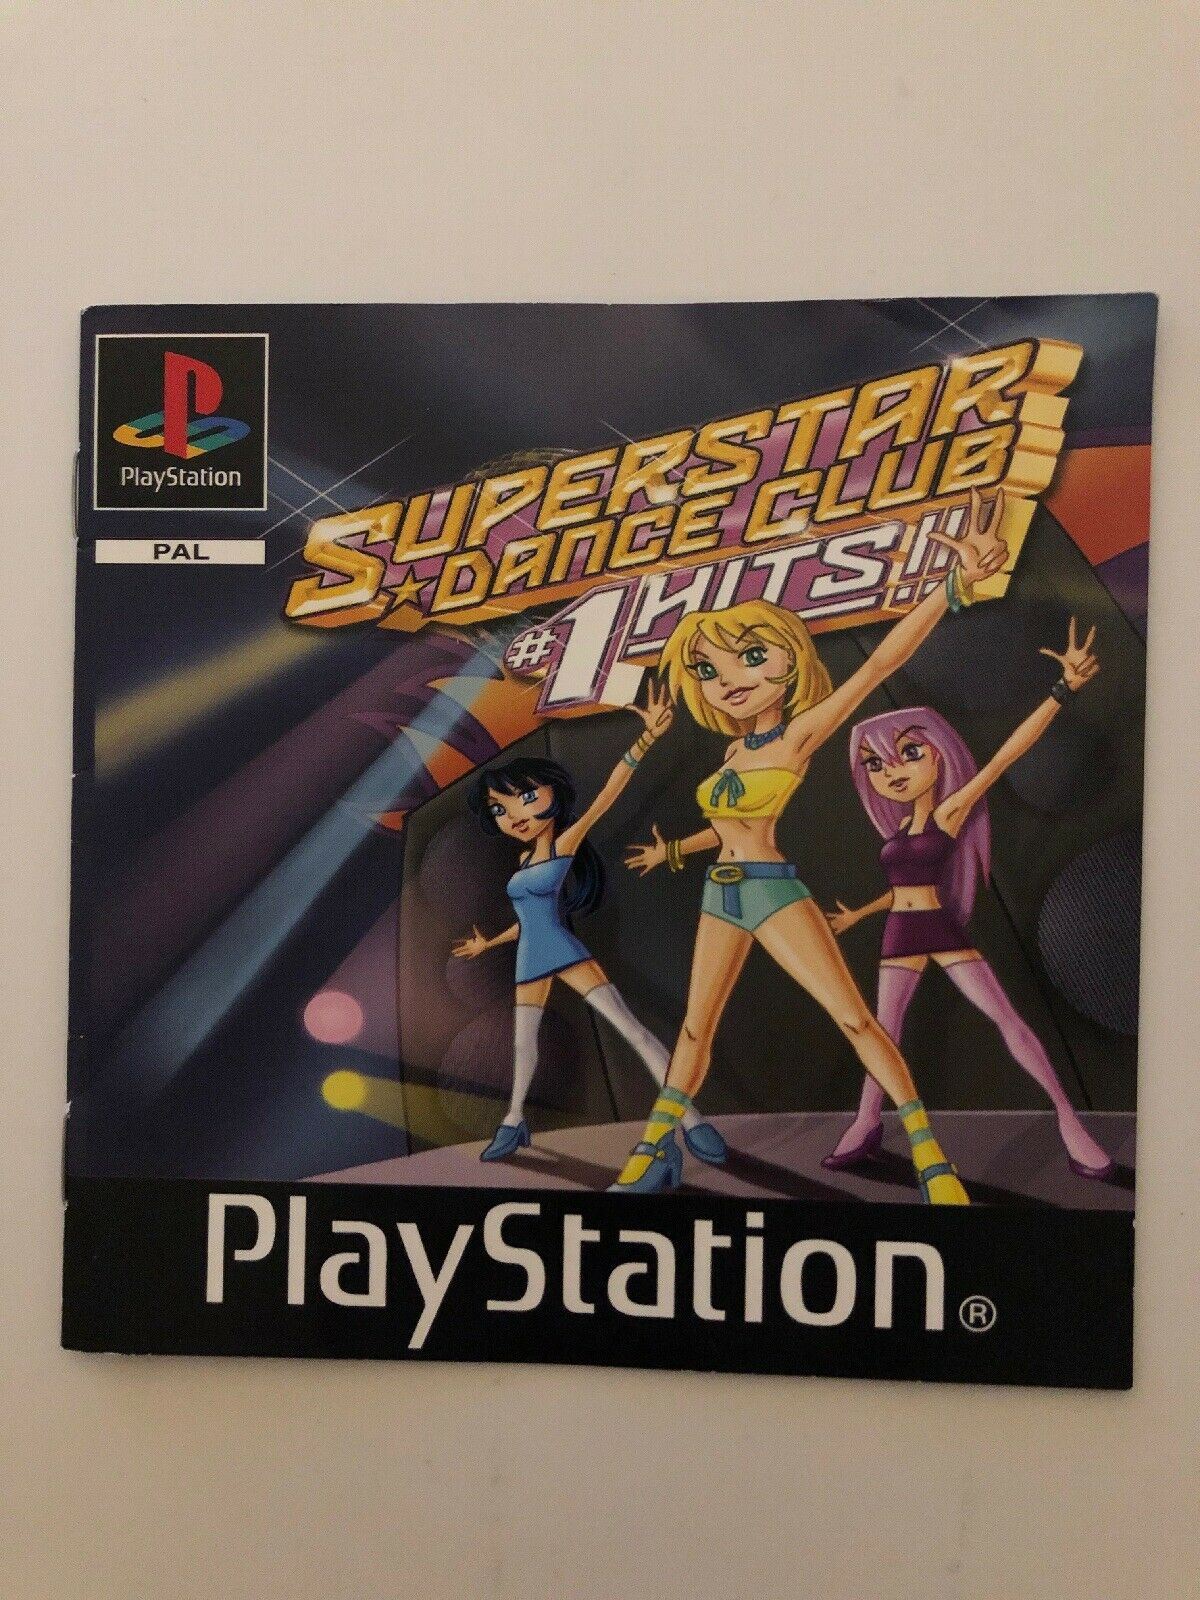 PlayStation
PAL
SUPERSTAR
DANCE CLUB
#1 HITS!!
PlayStation®